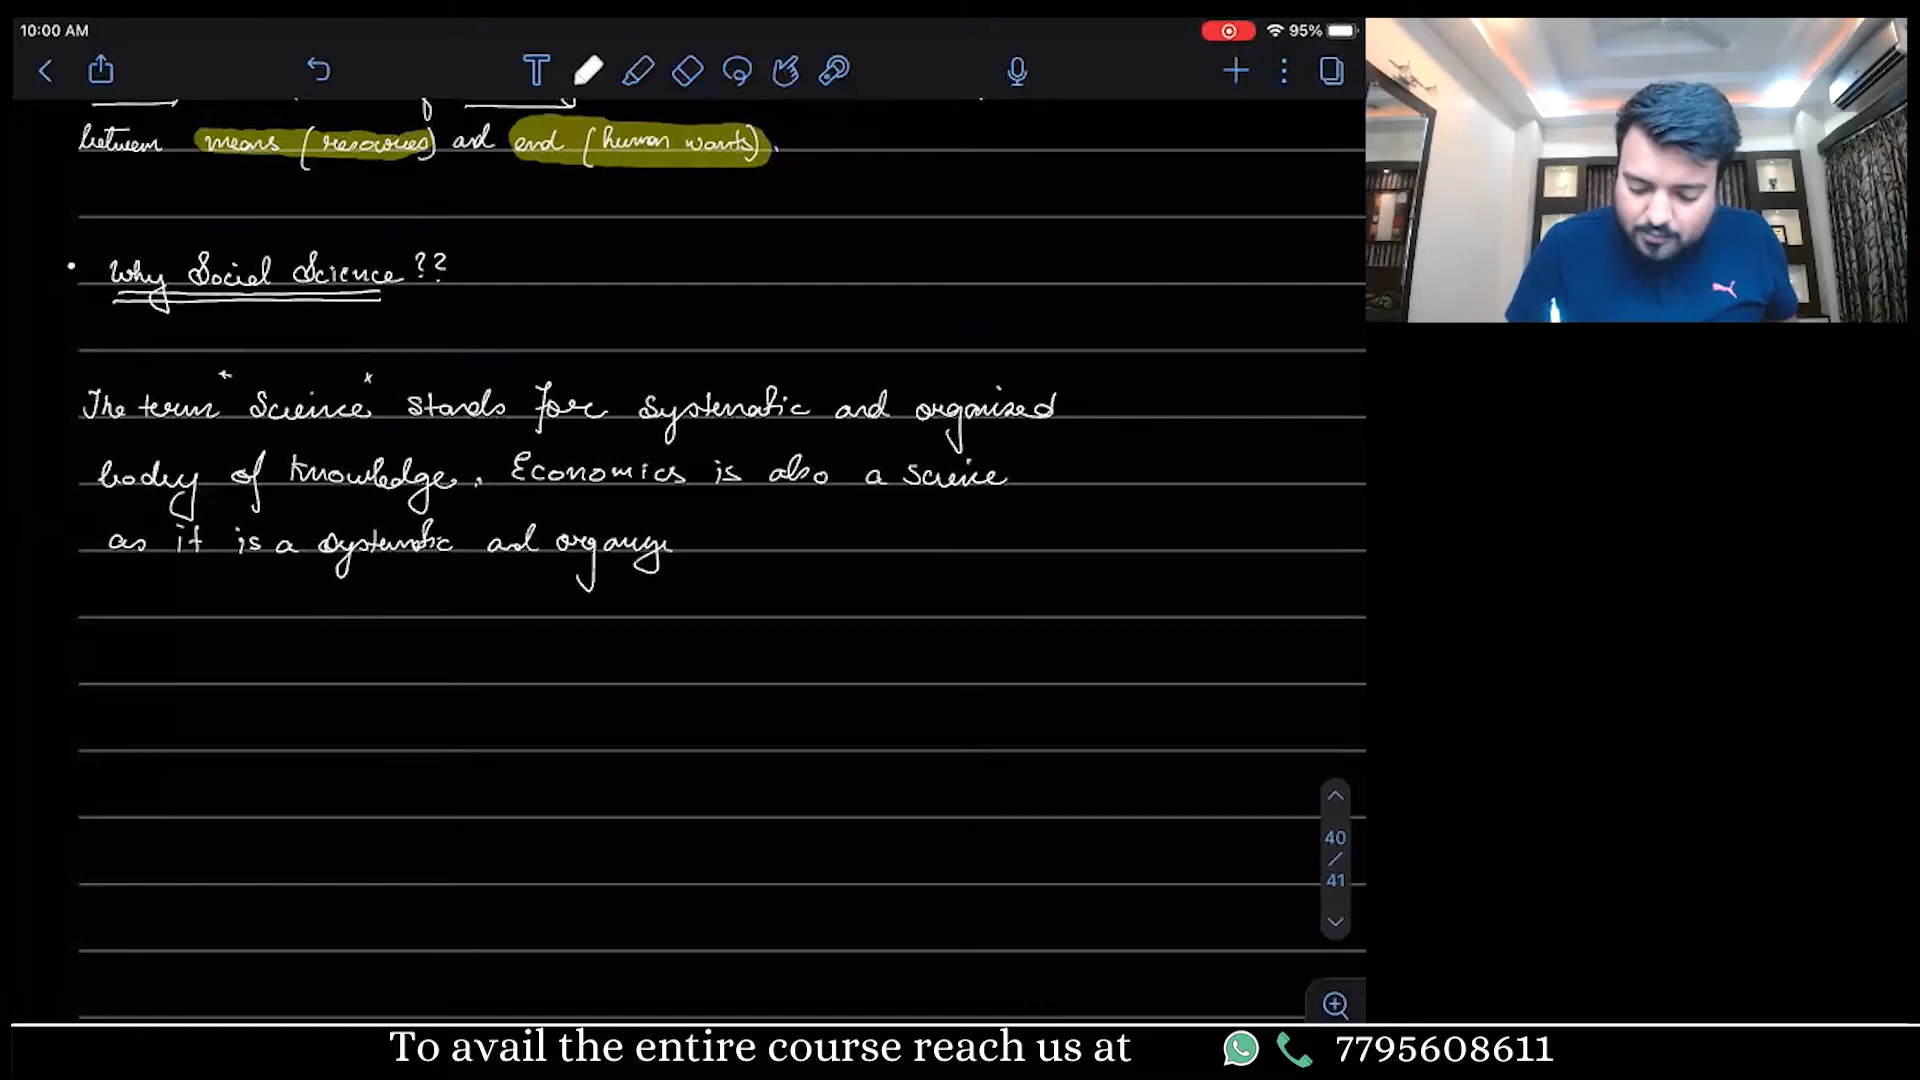 10:00 AM
95%
between means (resources) and end (human wants).
• Why Social Science ??
The term "Science" stands for systematic and organized
body of knowledge. Economics is also a science
as it is a systematic and
40
/
41
To avail the entire course reach us at 7795608611